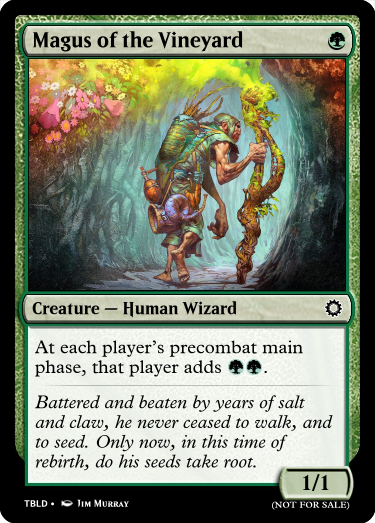 Magus of the Vineyard
Creature — Human Wizard
At each player's precombat main
phase, that player adds
.
Battered and beaten by years of salt
and claw, he never ceased to walk, and
to seed. Only now, in this time of
rebirth, do his seeds take root.
1/1
TBLD • Jim Murray
(NOT FOR SALE)